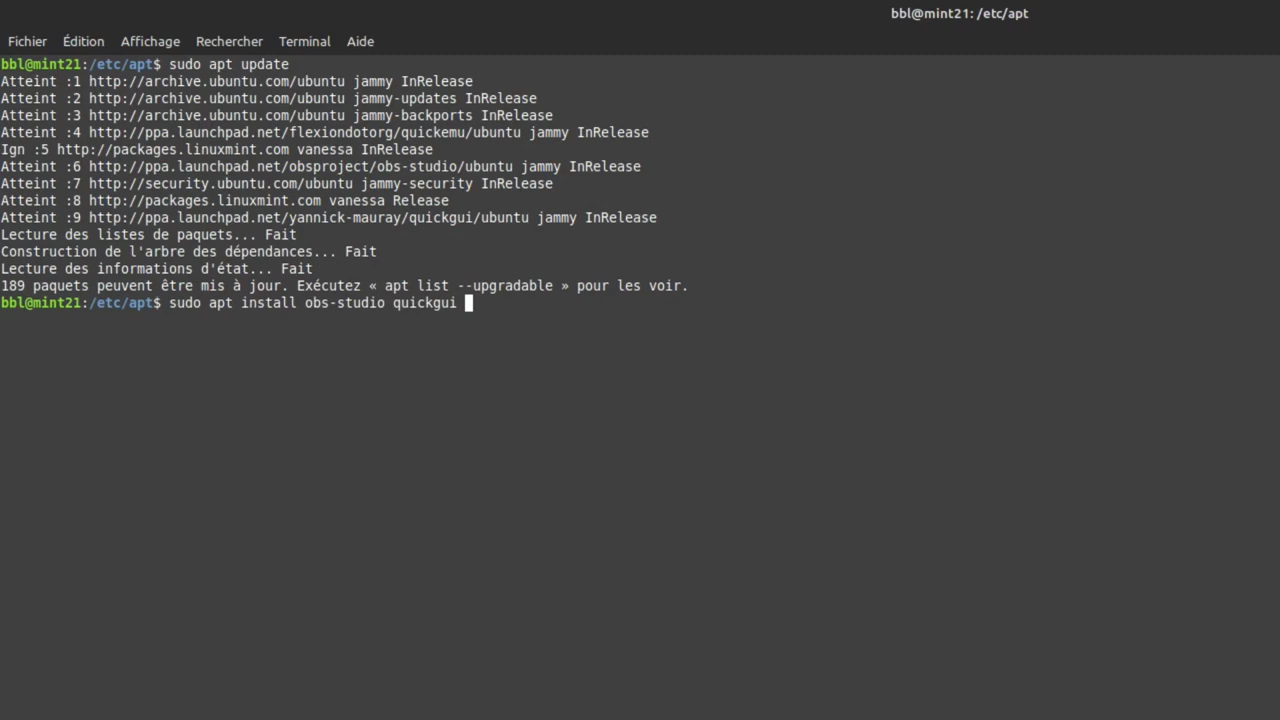 bbl@mint21: /etc/apt
Fichier Édition Affichage Rechercher Terminal Aide
bbl@mint21:/etc/apt$ sudo apt update
Atteint :1 http://archive.ubuntu.com/ubuntu jammy InRelease
Atteint :2 http://archive.ubuntu.com/ubuntu jammy-updates InRelease
Atteint :3 http://archive.ubuntu.com/ubuntu jammy-backports InRelease
Atteint :4 http://ppa.launchpad.net/flexiondotorg/quickemu/ubuntu jammy InRelease
Ign :5 http://packages.linuxmint.com vanessa InRelease
Atteint :6 http://ppa.launchpad.net/obsproject/obs-studio/ubuntu jammy InRelease
Atteint :7 http://security.ubuntu.com/ubuntu jammy-security InRelease
Atteint :8 http://packages.linuxmint.com vanessa Release
Atteint :9 http://ppa.launchpad.net/yannick-mauray/quickgui/ubuntu jammy InRelease
Lecture des listes de paquets... Fait
Construction de l'arbre des dépendances... Fait
Lecture des informations d'état... Fait
189 paquets peuvent être mis à jour. Exécutez « apt list --upgradable » pour les voir.
bbl@mint21:/etc/apt$ sudo apt install obs-studio quickgui